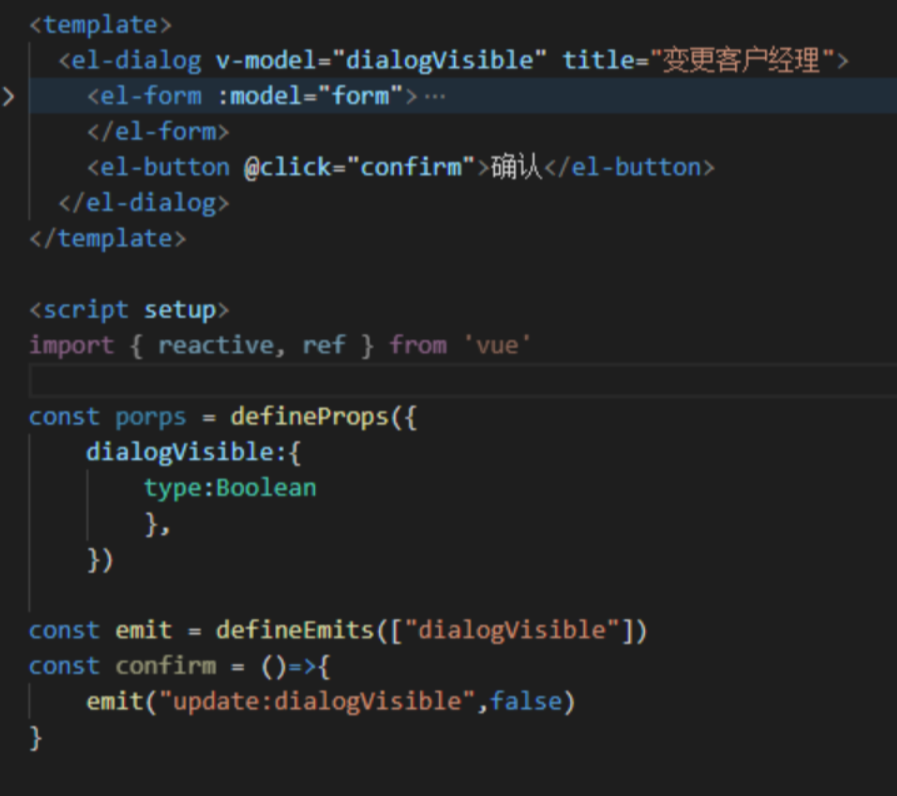 <template>
  <el-dialog v-model="dialogVisible" title="变更客户经理">
    <el-form :model="form">···
    </el-form>
    <el-button @click="confirm">确认</el-button>
  </el-dialog>
</template>

<script setup>
import { reactive, ref } from 'vue'

const porps = defineProps({
    dialogVisible:{
        type:Boolean
        },
    })

const emit = defineEmits(["dialogVisible"])
const confirm = ()=>{
    emit("update:dialogVisible",false)
}